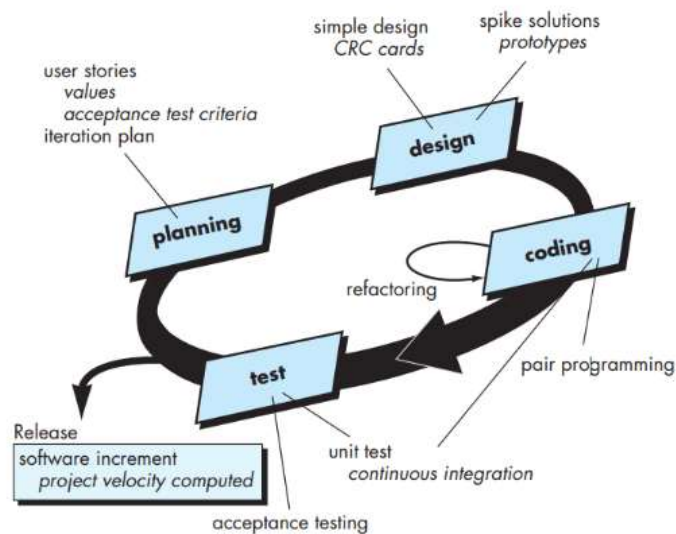 simple design
CRC cards
spike solutions
prototypes
user stories
values
acceptance test criteria
iteration plan
design
planning
coding
refactoring
test
pair programming
Release
software increment
project velocity computed
unit test
continuous integration
acceptance testing